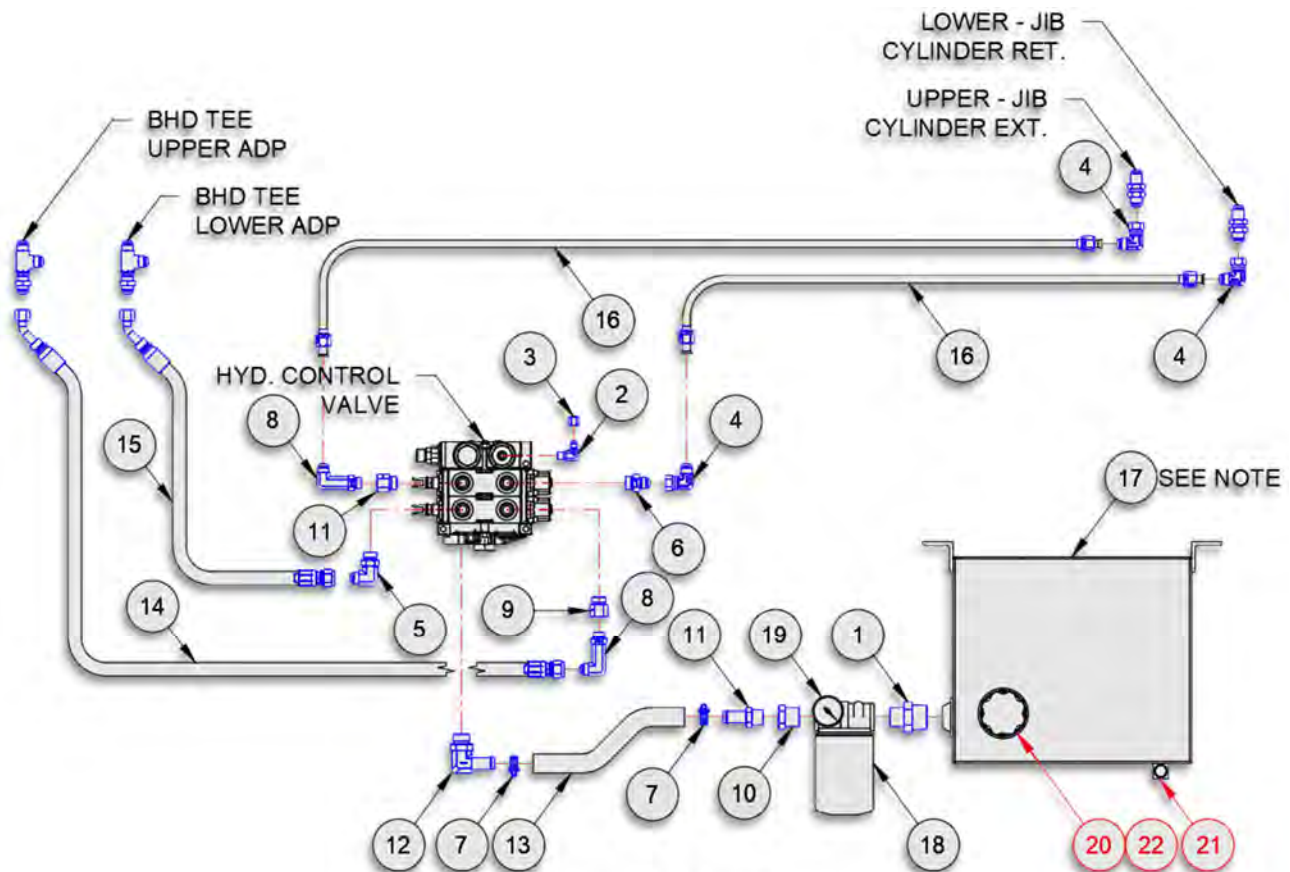 LOWER - JIB
CYLINDER RET.
UPPER - JIB
CYLINDER EXT.
BHD TEE
UPPER ADP
4
BHD TEE
LOWER ADP
16
16
4
3
2
HYD. CONTROL
VALVE
8
4
15
17 SEE NOTE
11
6
9
8
5
14
11
19
1
12
7
13
7
10
18
20
22
21